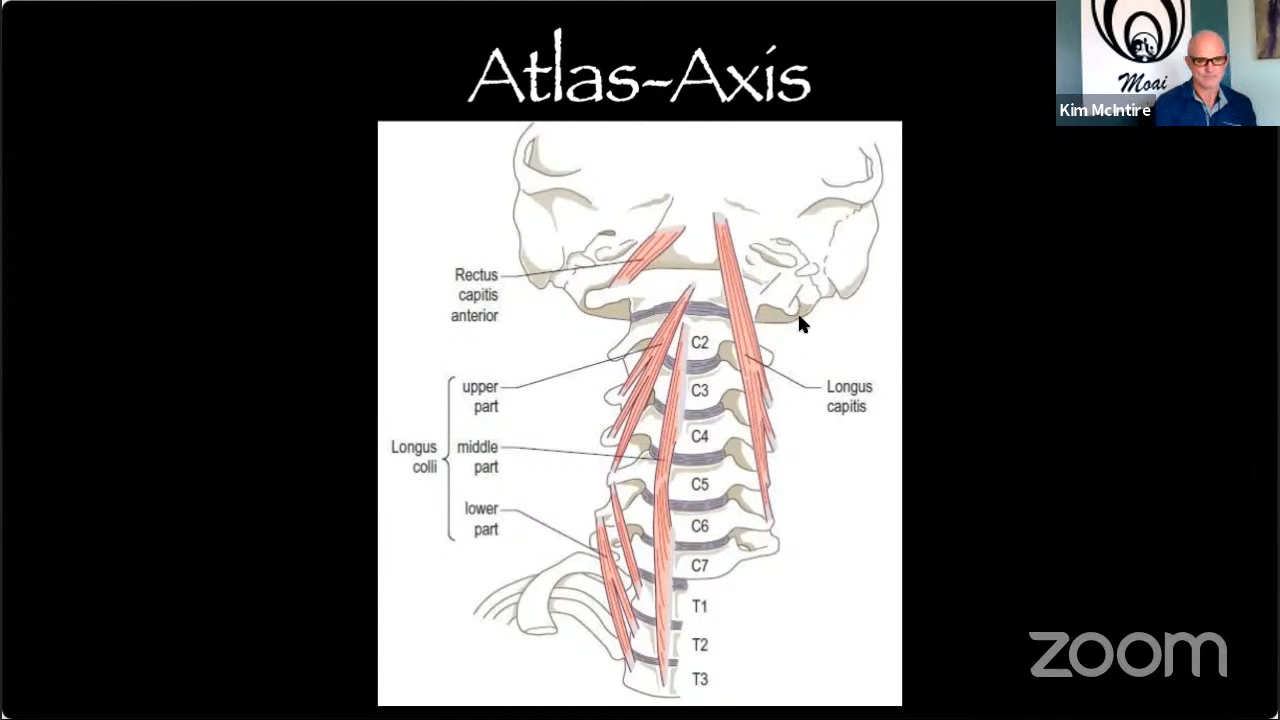 Atlas-Axis
Moai
Kim McIntire
Rectus
capitis
anterior
C2
upper
part
C3
Longus
capitis
C4
Longus
colli
middle
part
C5
lower
part
C6
C7
T1
T2
T3
zoom